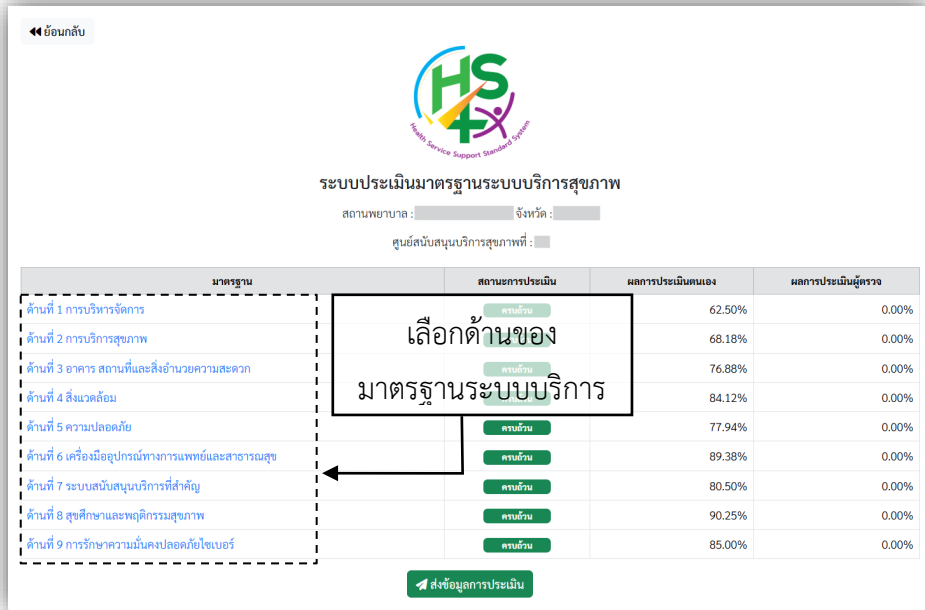 ย้อนกลับ
HS4
Health Service Support Standard System
ระบบประเมินมาตรฐานระบบบริการสุขภาพ
สถานพยาบาล : จังหวัด :
ศูนย์สนับสนุนบริการสุขภาพที่ :
มาตรฐาน สถานะการประเมิน ผลการประเมินตนเอง ผลการประเมินผู้ตรวจ
ด้านที่ 1 การบริหารจัดการ ครบถ้วน 62.50% 0.00%
ด้านที่ 2 การบริการสุขภาพ 68.18% 0.00%
ด้านที่ 3 อาคาร สถานที่และสิ่งอำนวยความสะดวก ครบถ้วน 76.88% 0.00%
ด้านที่ 4 สิ่งแวดล้อม 84.12% 0.00%
ด้านที่ 5 ความปลอดภัย ครบถ้วน 77.94% 0.00%
ด้านที่ 6 เครื่องมืออุปกรณ์ทางการแพทย์และสาธารณสุข ครบถ้วน 89.38% 0.00%
ด้านที่ 7 ระบบสนับสนุนบริการที่สำคัญ ครบถ้วน 80.50% 0.00%
ด้านที่ 8 สุขศึกษาและพฤติกรรมสุขภาพ ครบถ้วน 90.25% 0.00%
ด้านที่ 9 การรักษาความมั่นคงปลอดภัยไซเบอร์ ครบถ้วน 85.00% 0.00%
เลือกด้านของ
มาตรฐานระบบบริการ
ส่งข้อมูลการประเมิน